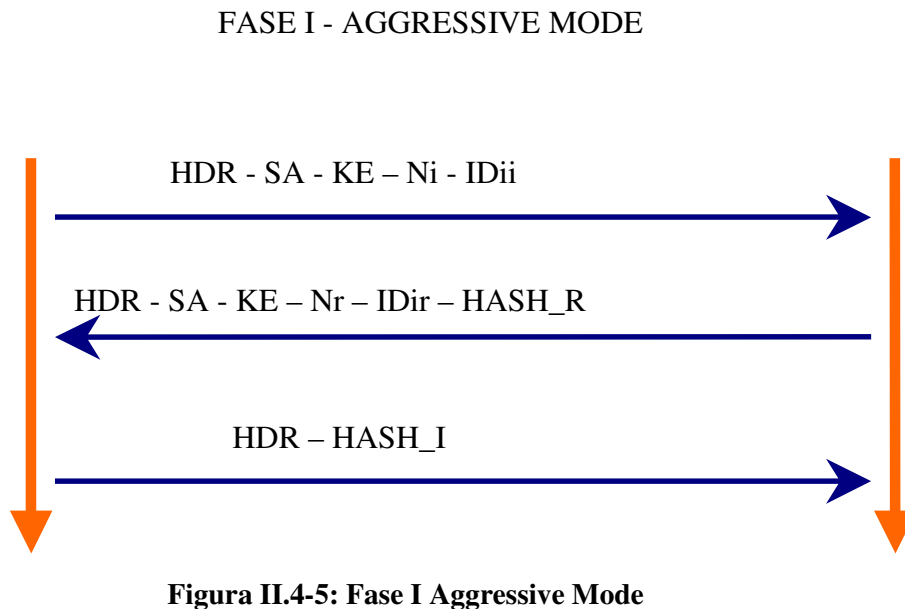 FASE I - AGGRESSIVE MODE
HDR - SA - KE – Ni - IDii
HDR - SA - KE – Nr – IDir – HASH_R
HDR – HASH_I
Figura II.4-5: Fase I Aggressive Mode